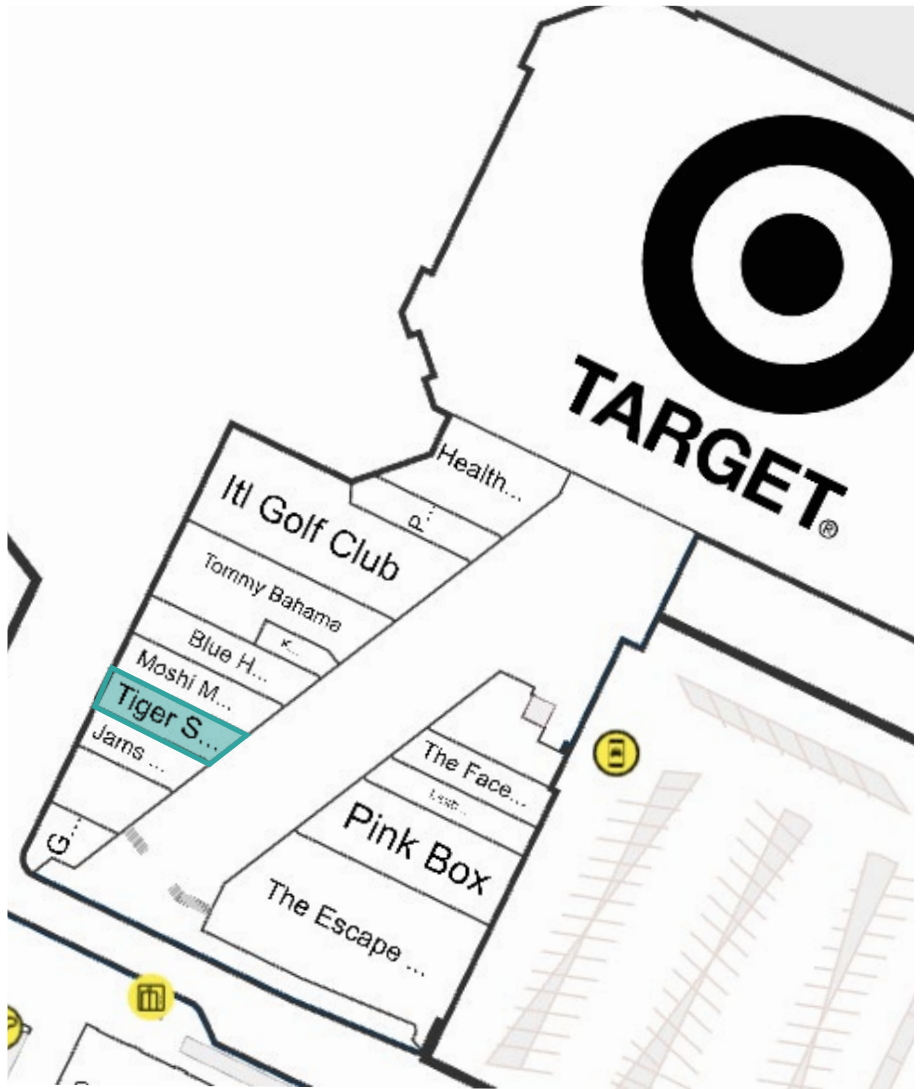 TARGET®
Health...
P...
Itl Golf Club
Tommy Bahama
K...
Blue H...
Moshi M...
Tiger S...
Jams ...
G...
The Face...
Pink Box
The Escape ...